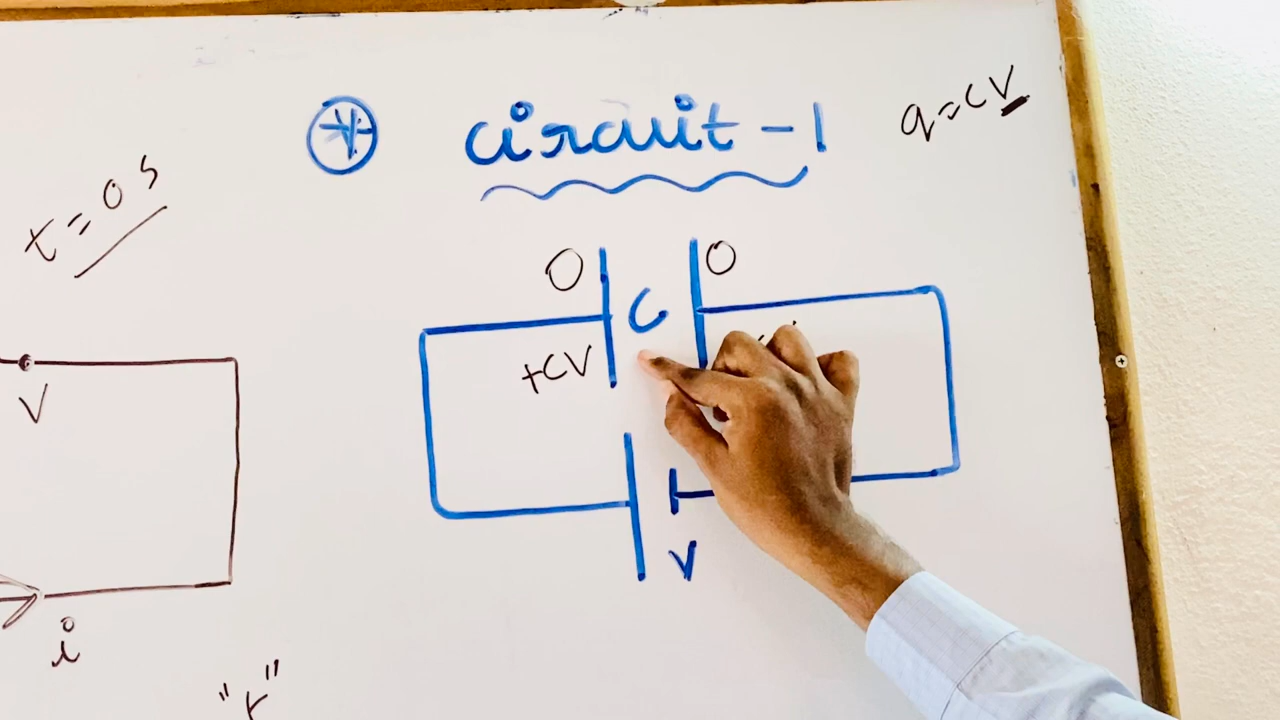 circuit - 1
q = CV
t = 0 s
0 C 0
+CV
V
V
i
"t"